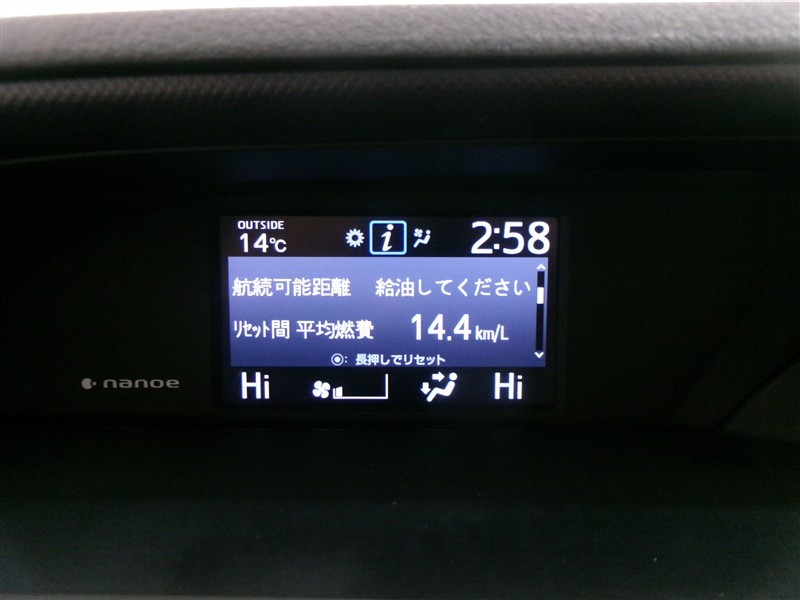 OUTSIDE
14℃
i
2:58
航続可能距離 給油してください
ﾘｾｯﾄ間 平均燃費 14.4 km/L
◉: 長押しでリセット
nanoe
Hi Hi